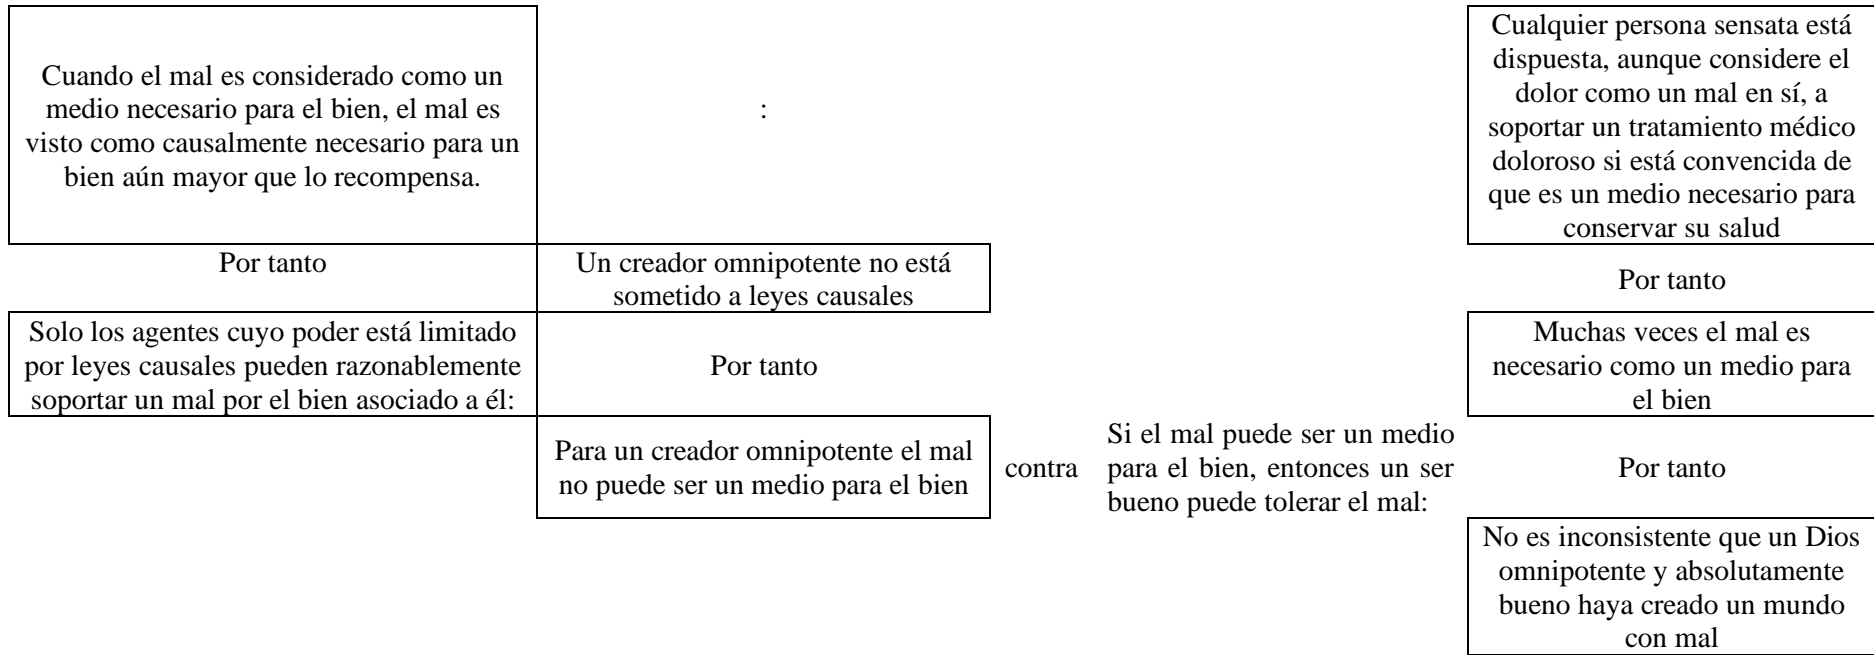 Cuando el mal es considerado como un
medio necesario para el bien, el mal es
visto como causalmente necesario para un
bien aún mayor que lo recompensa.
:
Cualquier persona sensata está
dispuesta, aunque considere el
dolor como un mal en sí, a
soportar un tratamiento médico
doloroso si está convencida de
que es un medio necesario para
conservar su salud
Por tanto
Un creador omnipotente no está
sometido a leyes causales
Por tanto
Solo los agentes cuyo poder está limitado
por leyes causales pueden razonablemente
soportar un mal por el bien asociado a él:
Por tanto
Muchas veces el mal es
necesario como un medio para
el bien
Para un creador omnipotente el mal
no puede ser un medio para el bien
contra
Si el mal puede ser un medio
para el bien, entonces un ser
bueno puede tolerar el mal:
Por tanto
No es inconsistente que un Dios
omnipotente y absolutamente
bueno haya creado un mundo
con mal